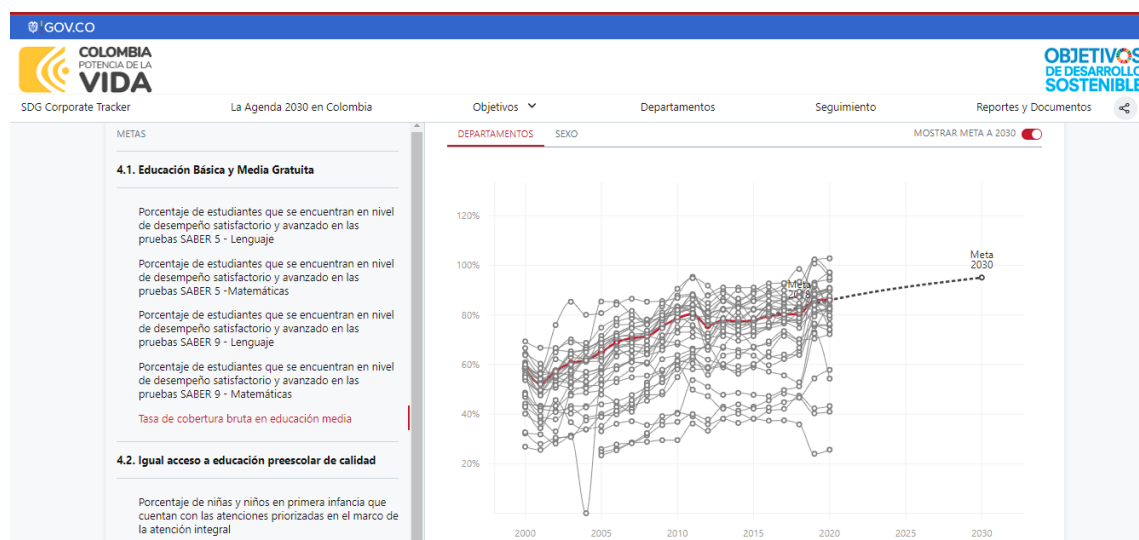 GOV.CO
COLOMBIA
POTENCIA DE LA
VIDA
OBJETIVOS
DE DESARROLLO
SOSTENIBLE
SDG Corporate Tracker
La Agenda 2030 en Colombia
Objetivos
Departamentos
Seguimiento
Reportes y Documentos
METAS
4.1. Educación Básica y Media Gratuita
Porcentaje de estudiantes que se encuentran en nivel
de desempeño satisfactorio y avanzado en las
pruebas SABER 5 - Lenguaje
Porcentaje de estudiantes que se encuentran en nivel
de desempeño satisfactorio y avanzado en las
pruebas SABER 5 -Matemáticas
Porcentaje de estudiantes que se encuentran en nivel
de desempeño satisfactorio y avanzado en las
pruebas SABER 9 - Lenguaje
Porcentaje de estudiantes que se encuentran en nivel
de desempeño satisfactorio y avanzado en las
pruebas SABER 9 - Matemáticas
Tasa de cobertura bruta en educación media
4.2. Igual acceso a educación preescolar de calidad
Porcentaje de niñas y niños en primera infancia que
cuentan con las atenciones priorizadas en el marco de
la atención integral
DEPARTAMENTOS
SEXO
MOSTRAR META A 2030
120%
100%
80%
60%
40%
20%
Meta
2018
Meta
2030
2000
2005
2010
2015
2020
2025
2030